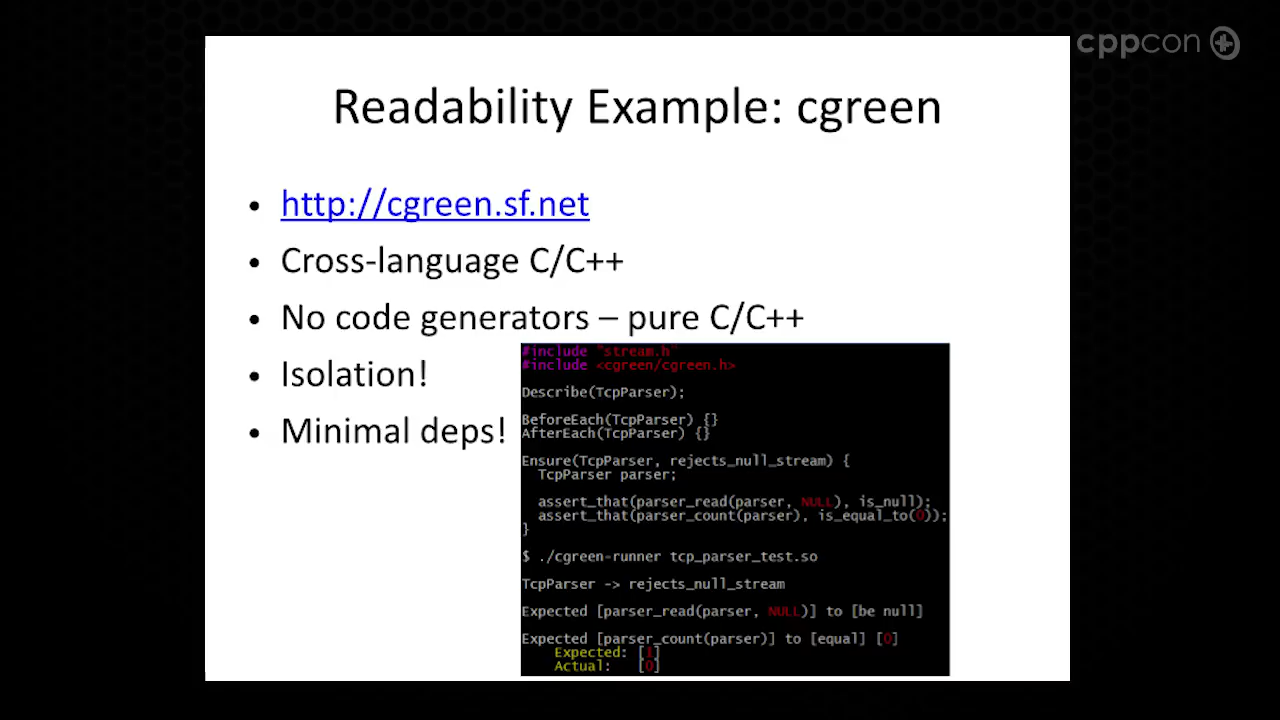 cppcon
Readability Example: cgreen
• http://cgreen.sf.net
• Cross-language C/C++
• No code generators – pure C/C++
• Isolation!
• Minimal deps!
#include "stream.h"
#include <cgreen/cgreen.h>
Describe(TcpParser);
BeforeEach(TcpParser) {}
AfterEach(TcpParser) {}
Ensure(TcpParser, rejects_null_stream) {
TcpParser parser;
assert_that(parser_read(parser, NULL), is_null);
assert_that(parser_count(parser), is_equal_to(0));
}
$ ./cgreen-runner tcp_parser_test.so
TcpParser -> rejects_null_stream
Expected [parser_read(parser, NULL)] to [be null]
Expected [parser_count(parser)] to [equal] [0]
Expected: [1]
Actual: [0]